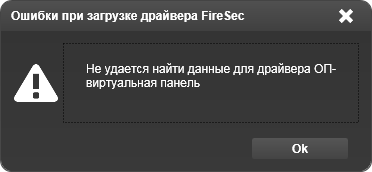 Ошибки при загрузке драйвера FireSec
Не удается найти данные для драйвера ОП-
виртуальная панель
Ok